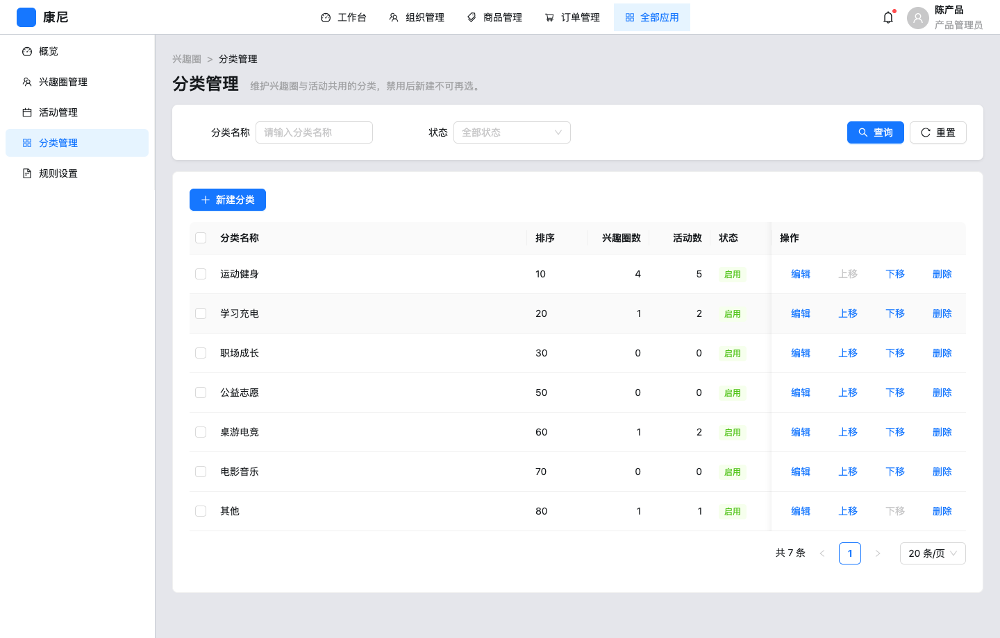 康尼
工作台 组织管理 商品管理 订单管理 全部应用
陈产品
产品管理员
概览
兴趣圈管理
活动管理
分类管理
规则设置
兴趣圈 > 分类管理
分类管理 维护兴趣圈与活动共用的分类，禁用后新建不可再选。
分类名称 请输入分类名称 状态 全部状态 查询 重置
新建分类
分类名称 排序 兴趣圈数 活动数 状态 操作
运动健身 10 4 5 启用 编辑 上移 下移 删除
学习充电 20 1 2 启用 编辑 上移 下移 删除
职场成长 30 0 0 启用 编辑 上移 下移 删除
公益志愿 50 0 0 启用 编辑 上移 下移 删除
桌游电竞 60 1 2 启用 编辑 上移 下移 删除
电影音乐 70 0 0 启用 编辑 上移 下移 删除
其他 80 1 1 启用 编辑 上移 下移 删除
共 7 条 < 1 > 20 条/页